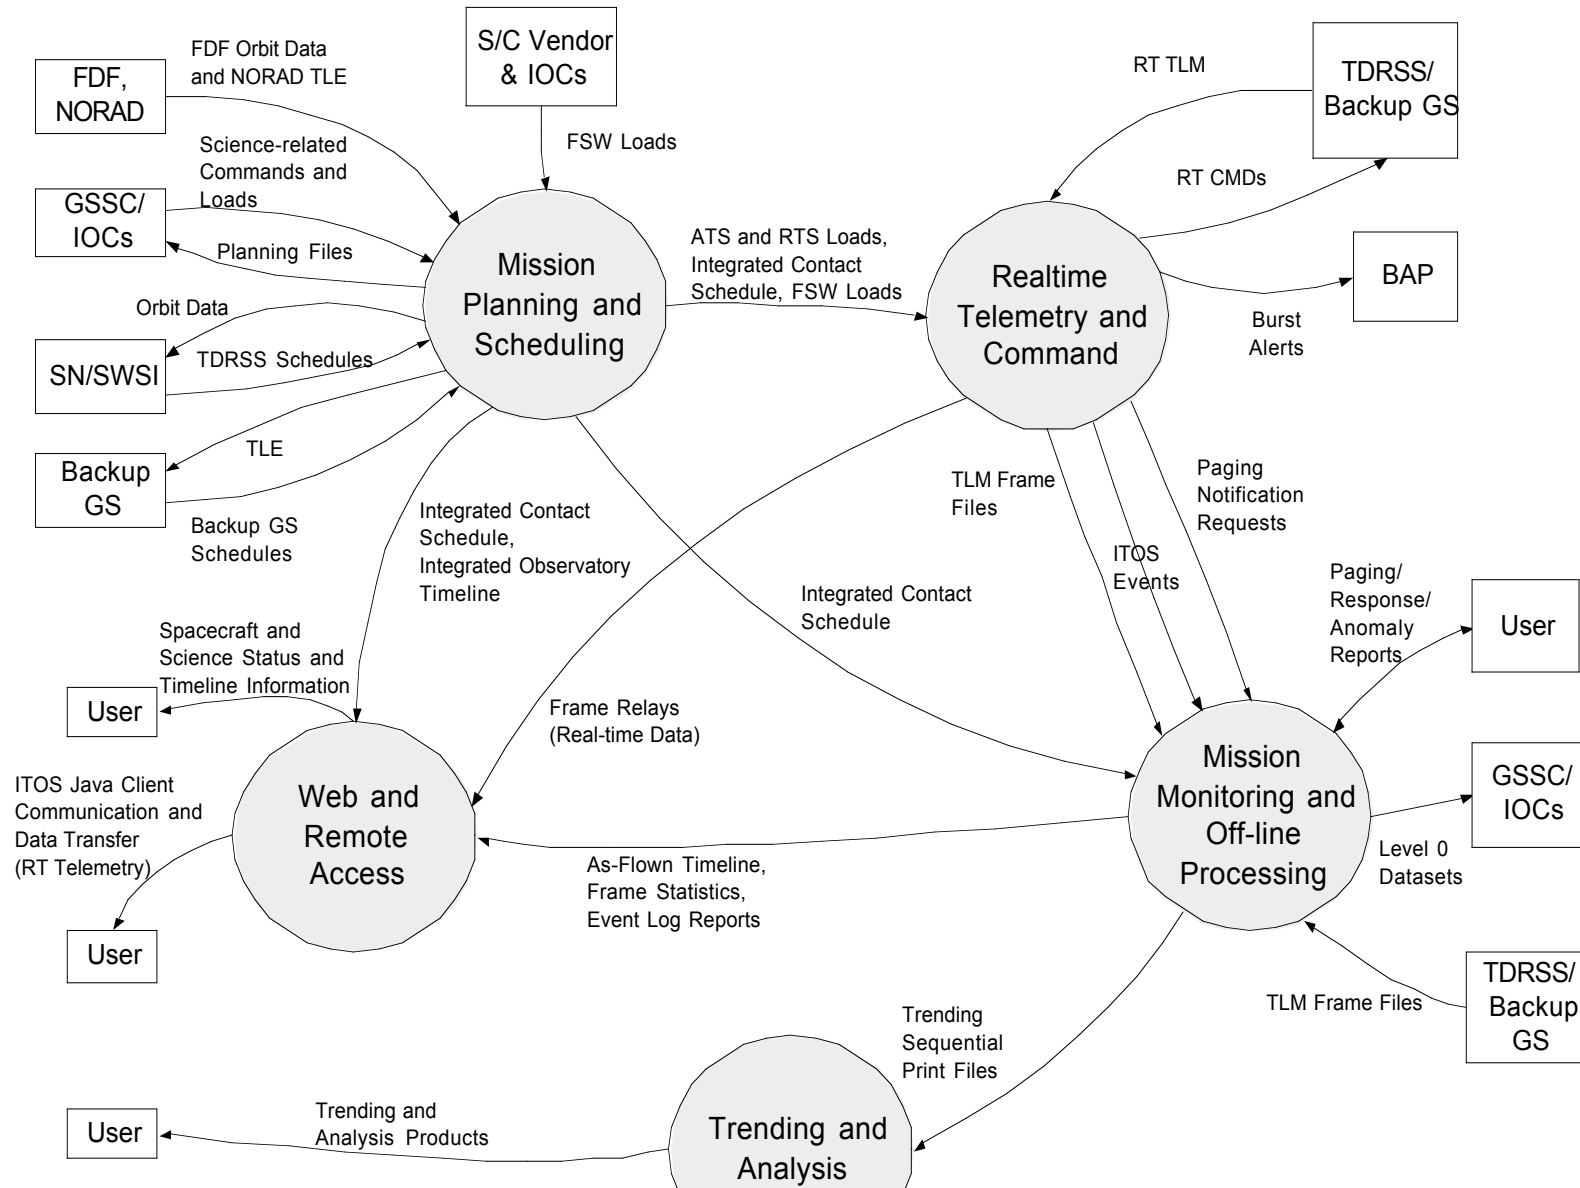 FDF Orbit Data
and NORAD TLE
FDF,
NORAD
S/C Vendor
& IOCs
FSW Loads
RT TLM
TDRSS/
Backup GS
Science-related
Commands and
Loads
GSSC/
IOCs
Planning Files
RT CMDs
Mission
Planning and
Scheduling
ATS and RTS Loads,
Integrated Contact
Schedule, FSW Loads
Realtime
Telemetry and
Command
BAP
Burst
Alerts
Orbit Data
SN/SWSI
TDRSS Schedules
TLE
Backup
GS
Backup GS
Schedules
Integrated Contact
Schedule,
Integrated Observatory
Timeline
TLM Frame
Files
Paging
Notification
Requests
ITOS
Events
Integrated Contact
Schedule
Paging/
Response/
Anomaly
Reports
User
Spacecraft and
Science Status and
Timeline Information
User
Frame Relays
(Real-time Data)
ITOS Java Client
Communication and
Data Transfer
(RT Telemetry)
Web and
Remote
Access
Mission
Monitoring and
Off-line
Processing
GSSC/
IOCs
Level 0
Datasets
As-Flown Timeline,
Frame Statistics,
Event Log Reports
User
TLM Frame Files
TDRSS/
Backup
GS
Trending
Sequential
Print Files
User
Trending and
Analysis Products
Trending and
Analysis